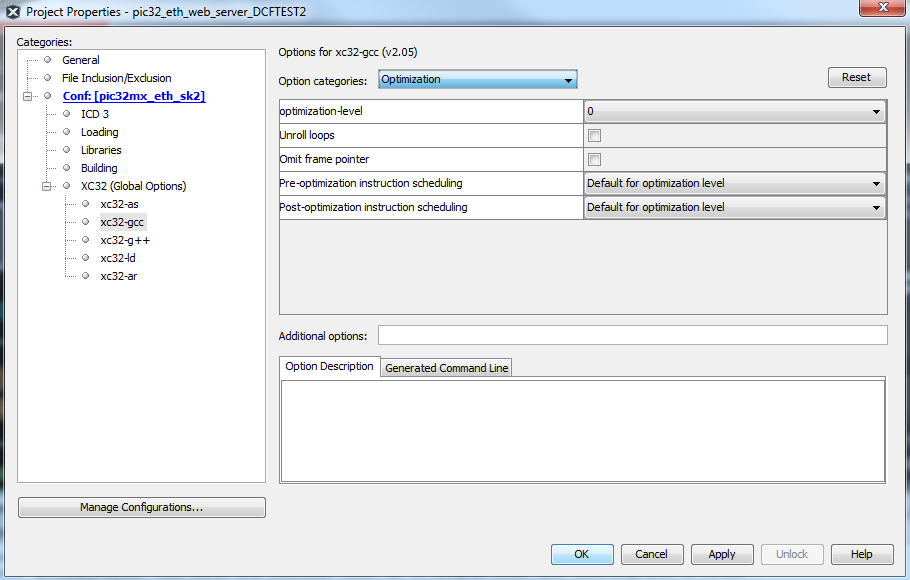 Project Properties - pic32_eth_web_server_DCFTEST2
Categories:
General
File Inclusion/Exclusion
Conf: [pic32mx_eth_sk2]
ICD 3
Loading
Libraries
Building
XC32 (Global Options)
xc32-as
xc32-gcc
xc32-g++
xc32-ld
xc32-ar
Manage Configurations...
Options for xc32-gcc (v2.05)
Option categories: Optimization Reset
optimization-level 0
Unroll loops
Omit frame pointer
Pre-optimization instruction scheduling Default for optimization level
Post-optimization instruction scheduling Default for optimization level
Additional options:
Option Description Generated Command Line
OK Cancel Apply Unlock Help